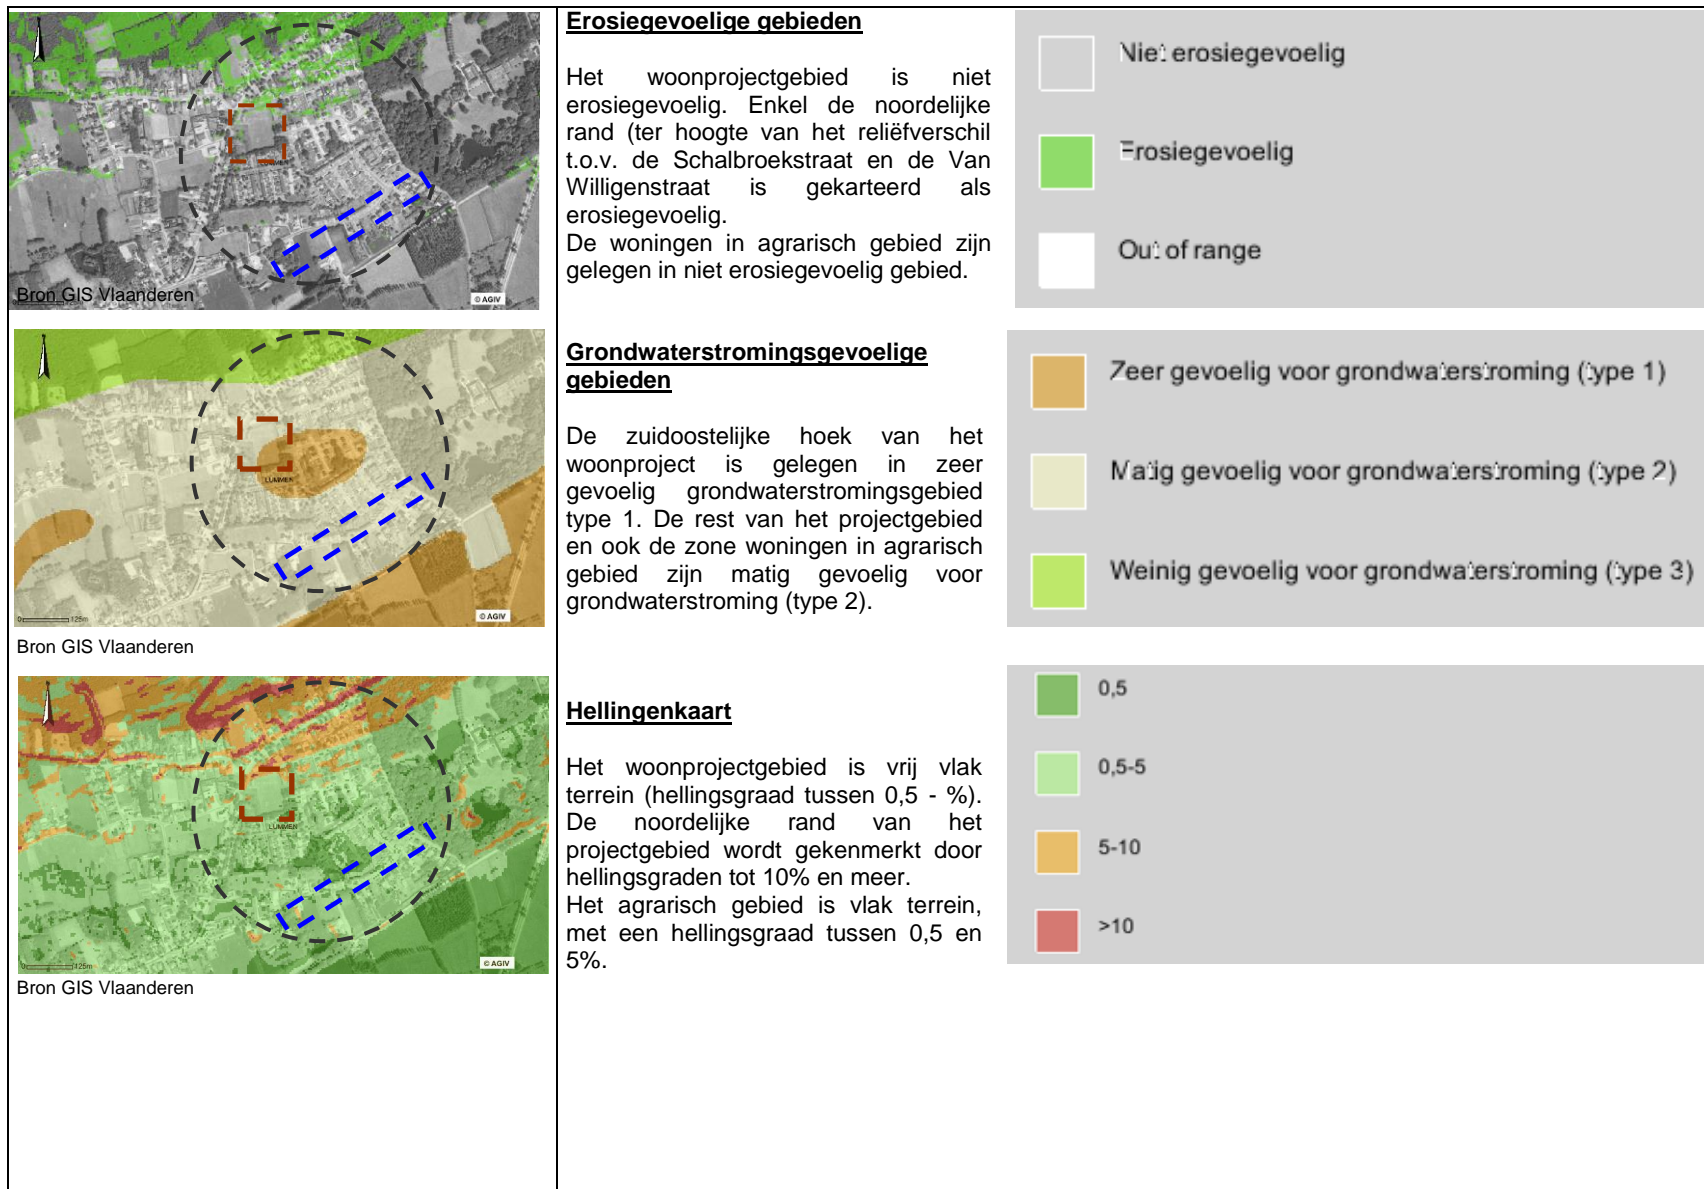 Erosiegevoelige gebieden
Het woonprojectgebied is niet
erosiegevoelig. Enkel de noordelijke
rand (ter hoogte van het reliëfverschil
t.o.v. de Schalbroekstraat en de Van
Willigenstraat is gekarteerd als
erosiegevoelig.
De woningen in agrarisch gebied zijn
gelegen in niet erosiegevoelig gebied.
Niet erosiegevoelig
Erosiegevoelig
Out of range
LUMMEN
Bron GIS Vlaanderen
© AGIV
Grondwaterstromingsgevoelige
gebieden
De zuidoostelijke hoek van het
woonproject is gelegen in zeer
gevoelig grondwaterstromingsgebied
type 1. De rest van het projectgebied
en ook de zone woningen in agrarisch
gebied zijn matig gevoelig voor
grondwaterstroming (type 2).
Zeer gevoelig voor grondwaterstroming (type 1)
Matig gevoelig voor grondwaterstroming (type 2)
Weinig gevoelig voor grondwaterstroming (type 3)
LUMMEN
0 125m
© AGIV
Bron GIS Vlaanderen
Hellingenkaart
Het woonprojectgebied is vrij vlak
terrein (hellingsgraad tussen 0,5 - %).
De noordelijke rand van het
projectgebied wordt gekenmerkt door
hellingsgraden tot 10% en meer.
Het agrarisch gebied is vlak terrein,
met een hellingsgraad tussen 0,5 en
5%.
0,5
0,5-5
5-10
>10
LUMMEN
0 125m
© AGIV
Bron GIS Vlaanderen